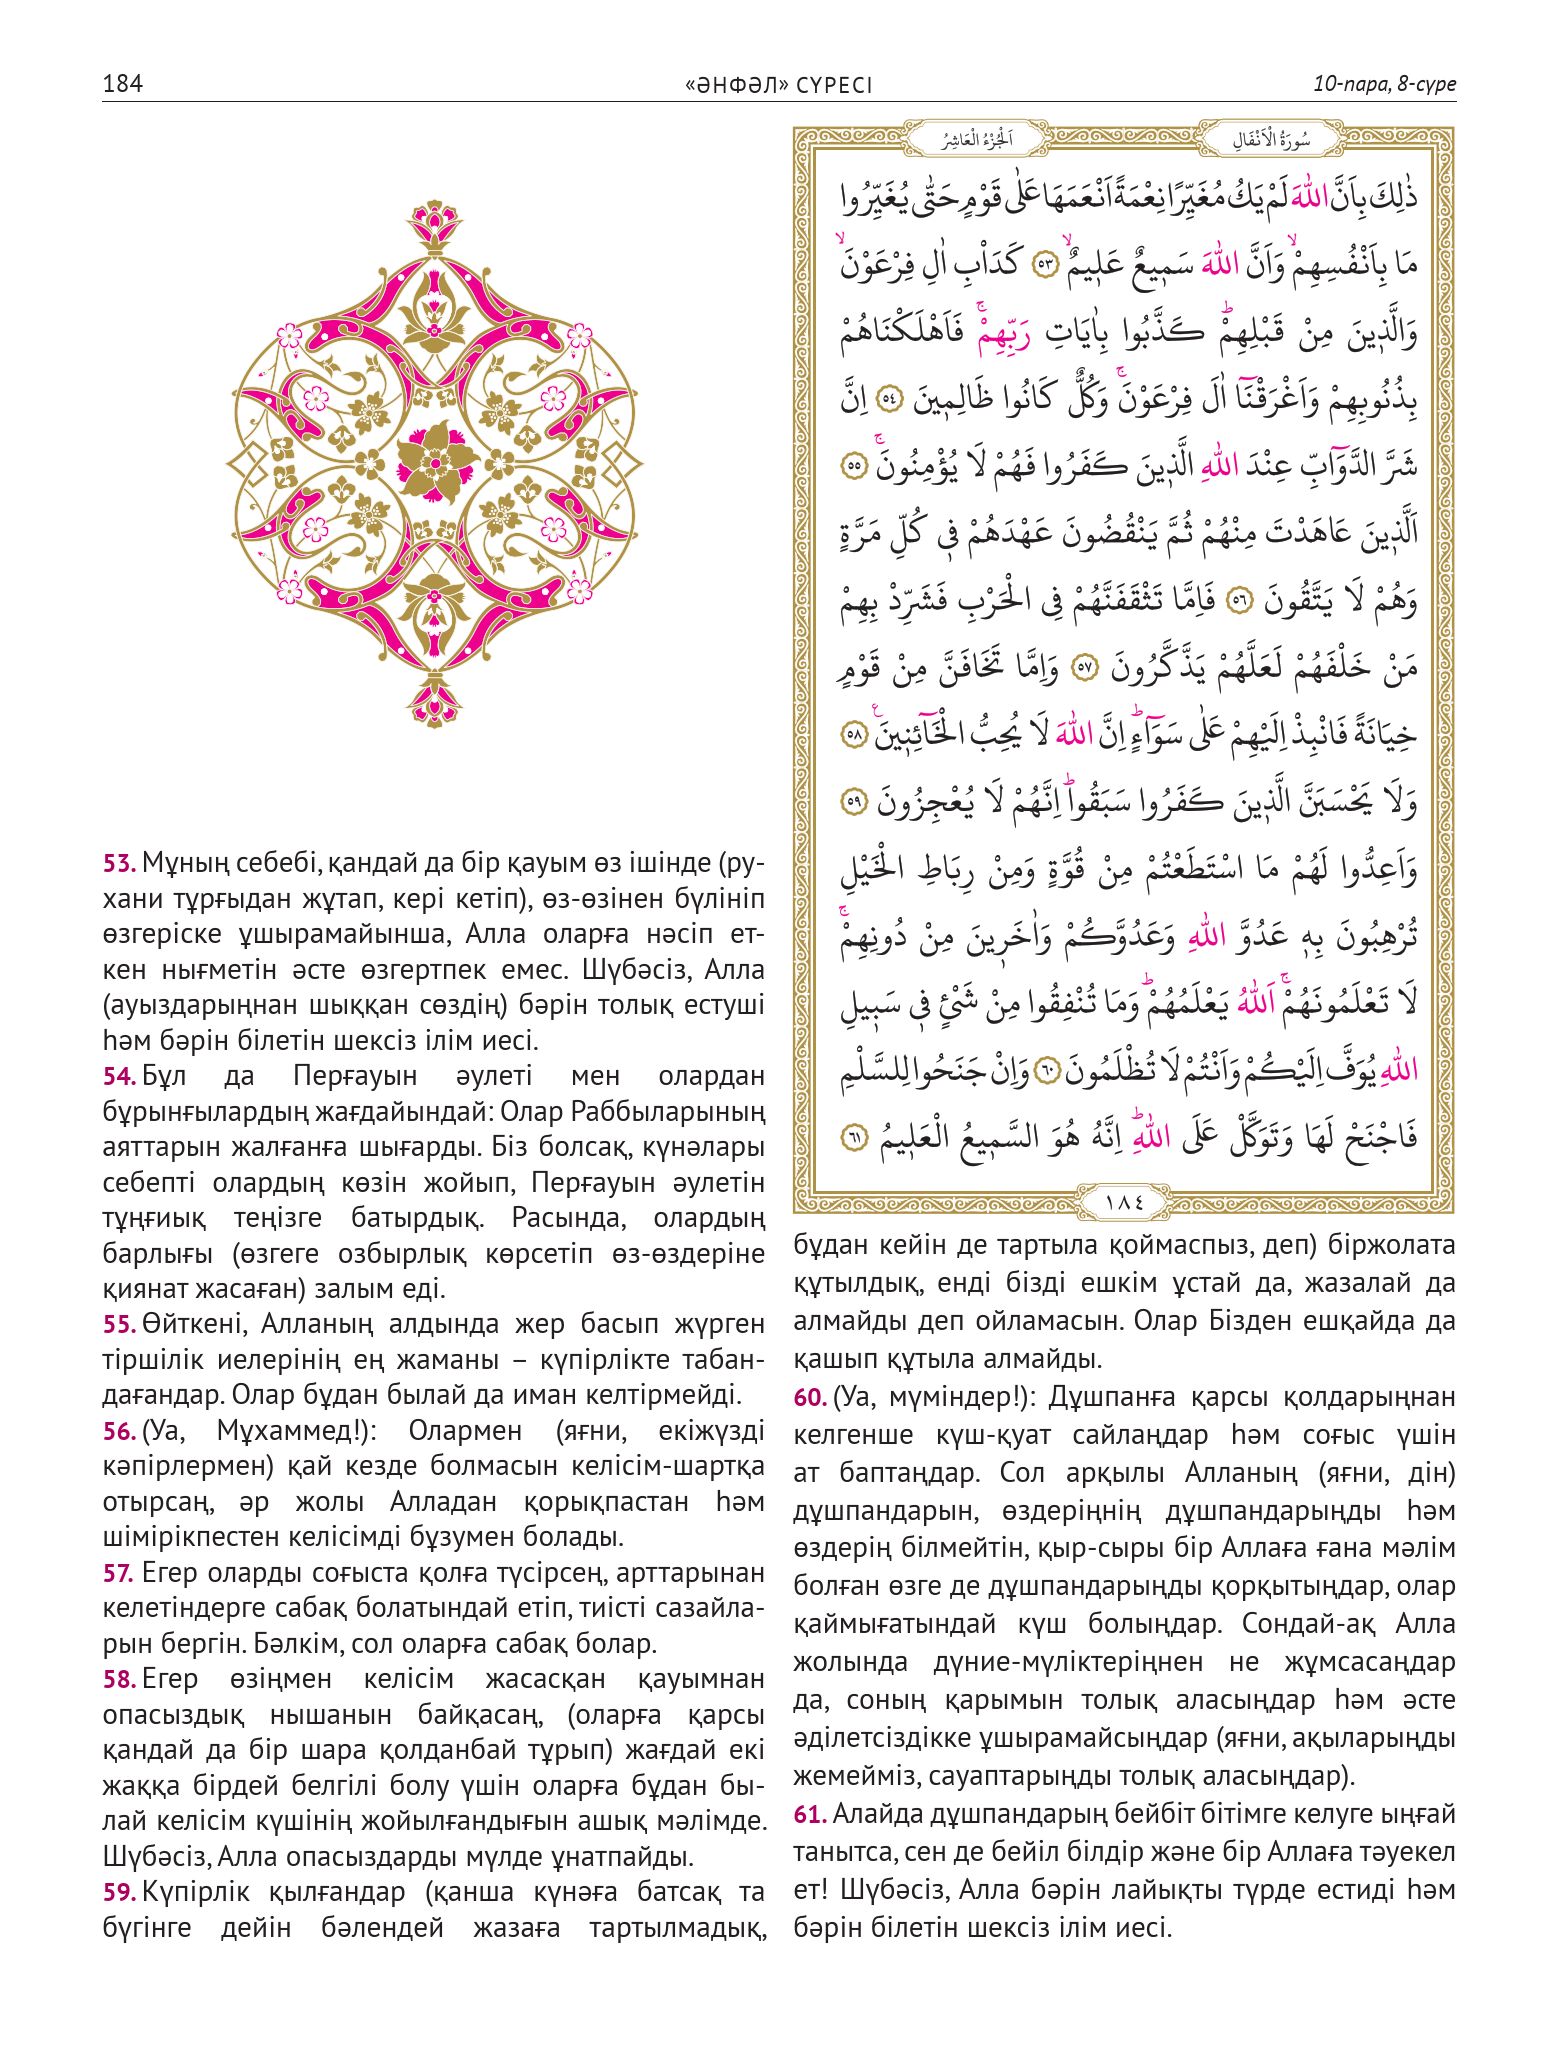 184
«ӘНФӘЛ» СҮРЕСІ
10-пара, 8-сүре
سُورَةُ الْاَنْفَالِ
اَلْجُزْءُ الْعَاشِرُ
ذٰلِكَ بِاَنَّ اللّٰهَ لَمْ يَكُ مُغَيِّرًا نِعْمَةً اَنْعَمَهَا عَلٰى قَوْمٍ حَتّٰى يُغَيِّرُوا
مَا بِاَنْفُسِهِمْۙ وَاَنَّ اللّٰهَ سَم۪يعٌ عَل۪يمٌۙ ٥٣ كَدَاْبِ اٰلِ فِرْعَوْنَۙ
وَالَّذ۪ينَ مِنْ قَبْلِهِمْۜ كَذَّبُوا بِاٰيَاتِ رَبِّهِمْۚ فَاَهْلَكْنَاهُمْ
بِذُنُوبِهِمْ وَاَغْرَقْنَٓا اٰلَ فِرْعَوْنَۚ وَكُلٌّ كَانُوا ظَالِم۪ينَ ٥٤ اِنَّ
شَرَّ الدَّوَٓابِّ عِنْدَ اللّٰهِ الَّذ۪ينَ كَفَرُوا فَهُمْ لَا يُؤْمِنُونَۚ ٥٥
اَلَّذ۪ينَ عَاهَدْتَ مِنْهُمْ ثُمَّ يَنْقُضُونَ عَهْدَهُمْ ف۪ي كُلِّ مَرَّةٍ
وَهُمْ لَا يَتَّقُونَ ٥٦ فَاِمَّا تَثْقَفَنَّهُمْ فِي الْحَرْبِ فَشَرِّدْ بِهِمْ
مَنْ خَلْفَهُمْ لَعَلَّهُمْ يَذَّكَّرُونَ ٥٧ وَاِمَّا تَخَافَنَّ مِنْ قَوْمٍ
خِيَانَةً فَانْبِذْ اِلَيْهِمْ عَلٰى سَوَٓاءٍۜ اِنَّ اللّٰهَ لَا يُحِبُّ الْخَٓائِن۪ينَ۟ ٥٨
وَلَا يَحْسَبَنَّ الَّذ۪ينَ كَفَرُوا سَبَقُواۜ اِنَّهُمْ لَا يُعْجِزُونَ ٥٩
وَاَعِدُّوا لَهُمْ مَا اسْتَطَعْتُمْ مِنْ قُوَّةٍ وَمِنْ رِبَاطِ الْخَيْلِ
تُرْهِبُونَ بِه۪ عَدُوَّ اللّٰهِ وَعَدُوَّكُمْ وَاٰخَر۪ينَ مِنْ دُونِهِمْۚ
لَا تَعْلَمُونَهُمْۚ اَللّٰهُ يَعْلَمُهُمْۜ وَمَا تُنْفِقُوا مِنْ شَيْءٍ ف۪ي سَب۪يلِ
اللّٰهِ يُوَفَّ اِلَيْكُمْ وَاَنْتُمْ لَا تُظْلَمُونَ ٦٠ وَاِنْ جَنَحُوا لِلسَّلْمِ
فَاجْنَحْ لَهَا وَتَوَكَّلْ عَلَى اللّٰهِۜ اِنَّهُ هُوَ السَّم۪يعُ الْعَل۪يمُ ٦١
١٨٤
53. Мұның себебі, қандай да бір қауым өз ішінде (ру-
хани тұрғыдан жұтап, кері кетіп), өз-өзінен бүлініп
өзгеріске ұшырамайынша, Алла оларға нәсіп ет-
кен нығметін әсте өзгертпек емес. Шүбәсіз, Алла
(ауыздарыңнан шыққан сөздің) бәрін толық естуші
һәм бәрін білетін шексіз ілім иесі.
54. Бұл да Перғауын әулеті мен олардан
бұрынғылардың жағдайындай: Олар Раббыларының
аяттарын жалғанға шығарды. Біз болсақ, күнәлары
себепті олардың көзін жойып, Перғауын әулетін
тұңғиық теңізге батырдық. Расында, олардың
барлығы (өзгеге озбырлық көрсетіп өз-өздеріне
қиянат жасаған) залым еді.
55. Өйткені, Алланың алдында жер басып жүрген
тіршілік иелерінің ең жаманы – күпірлікте табан-
дағандар. Олар бұдан былай да иман келтірмейді.
56. (Уа, Мұхаммед!): Олармен (яғни, екіжүзді
кәпірлермен) қай кезде болмасын келісім-шартқа
отырсаң, әр жолы Алладан қорықпастан һәм
шімірікпестен келісімді бұзумен болады.
57. Егер оларды соғыста қолға түсірсең, арттарынан
келетіндерге сабақ болатындай етіп, тиісті сазайла-
рын бергін. Бәлкім, сол оларға сабақ болар.
58. Егер өзіңмен келісім жасасқан қауымнан
опасыздық нышанын байқасаң, (оларға қарсы
қандай да бір шара қолданбай тұрып) жағдай екі
жаққа бірдей белгілі болу үшін оларға бұдан бы-
лай келісім күшінің жойылғандығын ашық мәлімде.
Шүбәсіз, Алла опасыздарды мүлде ұнатпайды.
59. Күпірлік қылғандар (қанша күнәға батсақ та
бүгінге дейін бәлендей жазаға тартылмадық,
бұдан кейін де тартыла қоймаспыз, деп) біржолата
құтылдық, енді бізді ешкім ұстай да, жазалай да
алмайды деп ойламасын. Олар Бізден ешқайда да
қашып құтыла алмайды.
60. (Уа, мүміндер!): Дұшпанға қарсы қолдарыңнан
келгенше күш-қуат сайлаңдар һәм соғыс үшін
ат баптаңдар. Сол арқылы Алланың (яғни, дін)
дұшпандарын, өздеріңнің дұшпандарыңды һәм
өздерің білмейтін, қыр-сыры бір Аллаға ғана мәлім
болған өзге де дұшпандарыңды қорқытыңдар, олар
қаймығатындай күш болыңдар. Сондай-ақ Алла
жолында дүние-мүліктеріңнен не жұмсасаңдар
да, соның қарымын толық аласыңдар һәм әсте
әділетсіздікке ұшырамайсыңдар (яғни, ақыларыңды
жемейміз, сауаптарыңды толық аласыңдар).
61. Алайда дұшпандарың бейбіт бітімге келуге ыңғай
танытса, сен де бейіл білдір және бір Аллаға тәуекел
ет! Шүбәсіз, Алла бәрін лайықты түрде естиді һәм
бәрін білетін шексіз ілім иесі.